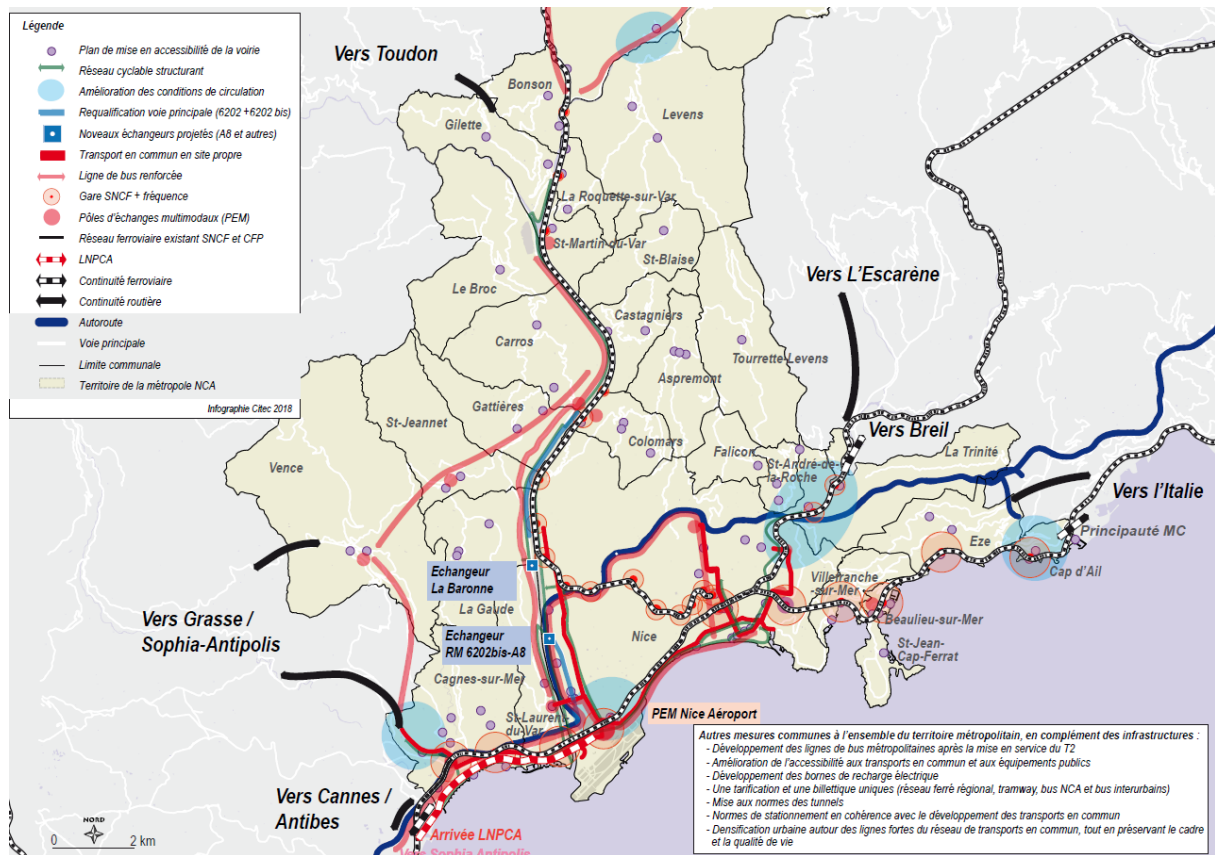 Légende
Plan de mise en accessibilité de la voirie
Réseau cyclable structurant
Amélioration des conditions de circulation
Requalification voie principale (6202 +6202 bis)
Noveaux échangeurs projetés (A8 et autres)
Transport en commun en site propre
Ligne de bus renforcée
Gare SNCF + fréquence
Pôles d'échanges multimodaux (PEM)
Réseau ferroviaire existant SNCF et CFP
LNPCA
Continuité ferroviaire
Continuité routière
Autoroute
Voie principale
Limite communale
Territoire de la métropole NCA
Infographie Citec 2018
Vers Toudon
Bonson
Gilette
Levens
La Roquette-sur-Var
St-Martin-du-Var
St-Blaise
Vers L'Escarène
Le Broc
Castagniers
Carros
Tourrette-Levens
Aspremont
Gattières
St-Jeannet
Colomars
Falicon
Vers Breil
St-André-de-
la-Roche
La Trinité
Vence
Vers l'Italie
Principauté MC
Eze
Cap d'Ail
Echangeur
La Baronne
Villefranche
-sur-Mer
La Gaude
Beaulieu-sur-Mer
Vers Grasse /
Sophia-Antipolis
Echangeur
RM 6202bis-A8
Nice
St-Jean-
Cap-Ferrat
Cagnes-sur-Mer
St-Laurent-
du-Var
PEM Nice Aéroport
Vers Cannes /
Antibes
Arrivée LNPCA
Vers Sophia Antipolis
NORD
0 2 km
Autres mesures communes à l'ensemble du territoire métropolitain, en complément des infrastructures :
- Développement des lignes de bus métropolitaines après la mise en service du T2
- Amélioration de l'accessibilité aux transports en commun et aux équipements publics
- Développement des bornes de recharge électrique
- Une tarification et une billettique uniques (réseau ferré régional, tramway, bus NCA et bus interurbains)
- Mise aux normes des tunnels
- Normes de stationnement en cohérence avec le développement des transports en commun
- Densification urbaine autour des lignes fortes du réseau de transports en commun, tout en préservant le cadre
et la qualité de vie